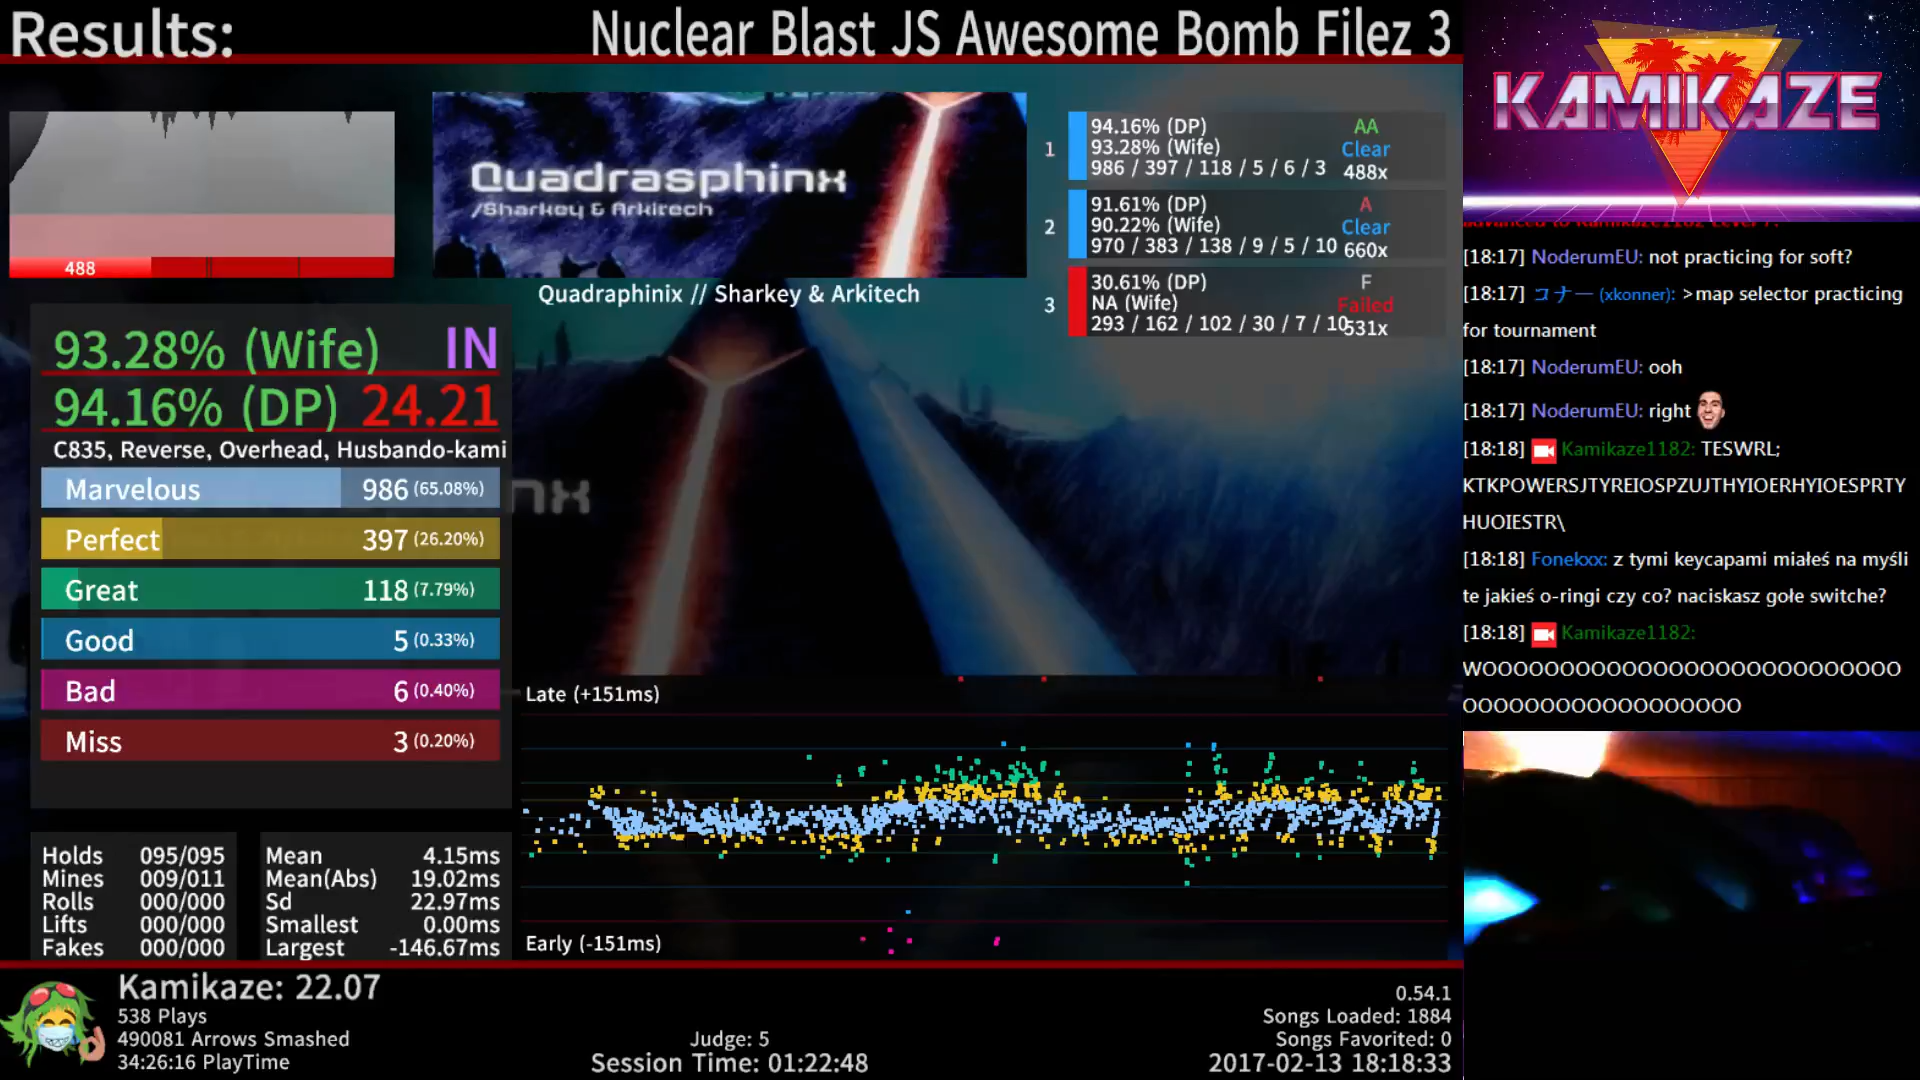 Results:
Nuclear Blast JS Awesome Bomb Filez 3
488
Quadrasphinx
/Sharkey & Arkitech
Quadraphinix // Sharkey & Arkitech
1
94.16% (DP) AA
93.28% (Wife) Clear
986 / 397 / 118 / 5 / 6 / 3 488x
2
91.61% (DP) A
90.22% (Wife) Clear
970 / 383 / 138 / 9 / 5 / 10 660x
3
30.61% (DP) F
NA (Wife) Failed
293 / 162 / 102 / 30 / 7 / 10 531x
93.28% (Wife) IN
94.16% (DP) 24.21
C835, Reverse, Overhead, Husbando-kami
Marvelous 986 (65.08%)
Perfect 397 (26.20%)
Great 118 (7.79%)
Good 5 (0.33%)
Bad 6 (0.40%)
Miss 3 (0.20%)
nx
Holds 095/095
Mines 009/011
Rolls 000/000
Lifts 000/000
Fakes 000/000
Mean 4.15ms
Mean(Abs) 19.02ms
Sd 22.97ms
Smallest 0.00ms
Largest -146.67ms
Late (+151ms)
Early (-151ms)
Kamikaze: 22.07
538 Plays
490081 Arrows Smashed
34:26:16 PlayTime
Judge: 5
Session Time: 01:22:48
0.54.1
Songs Loaded: 1884
Songs Favorited: 0
2017-02-13 18:18:33
KAMIKAZE
[18:17] NoderumEU: not practicing for soft?
[18:17] コナー (xkonner): >map selector practicing
for tournament
[18:17] NoderumEU: ooh
[18:17] NoderumEU: right
[18:18] Kamikaze1182: TESWRL;
KTKPOWERSJTYREIOSPZUJTHYIOERHYIOESPRTY
HUOIESTR\
[18:18] Fonekxx: z tymi keycapami miałeś na myśli
te jakieś o-ringi czy co? naciskasz gołe switche?
[18:18] Kamikaze1182:
WOOOOOOOOOOOOOOOOOOOOOOOOOOO
OOOOOOOOOOOOOOOOOO